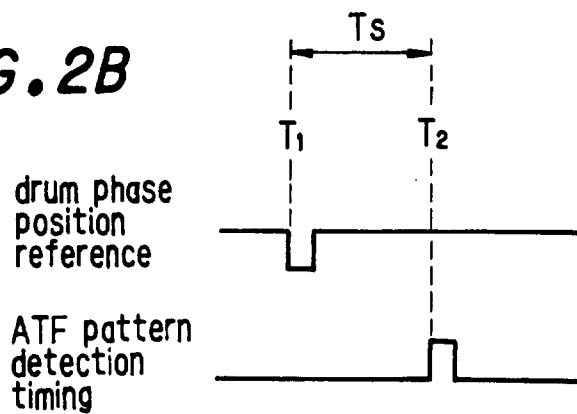 G.2B
Ts
T1
T2
drum phase
position
reference
ATF pattern
detection
timing